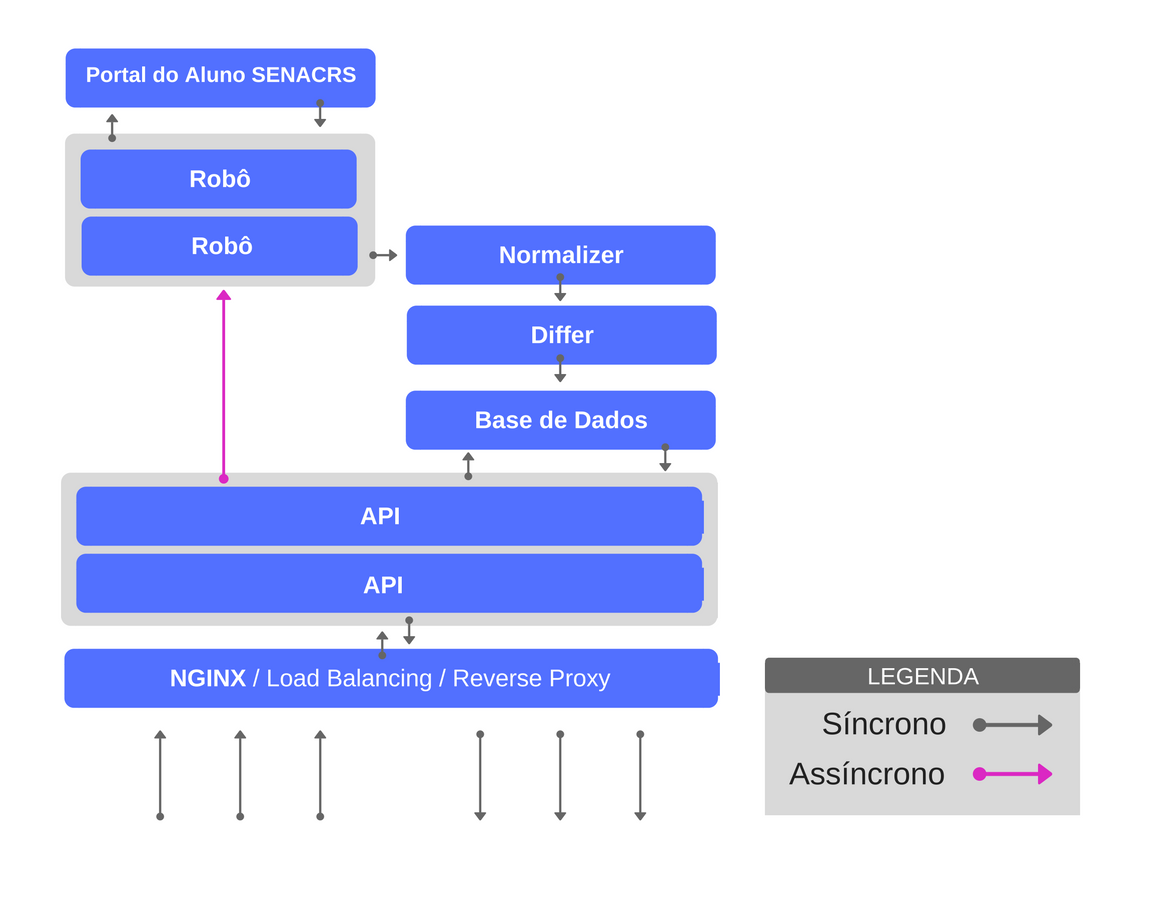 Portal do Aluno SENACRS
Robô
Robô
Normalizer
Differ
Base de Dados
API
API
NGINX / Load Balancing / Reverse Proxy
LEGENDA
Síncrono
Assíncrono